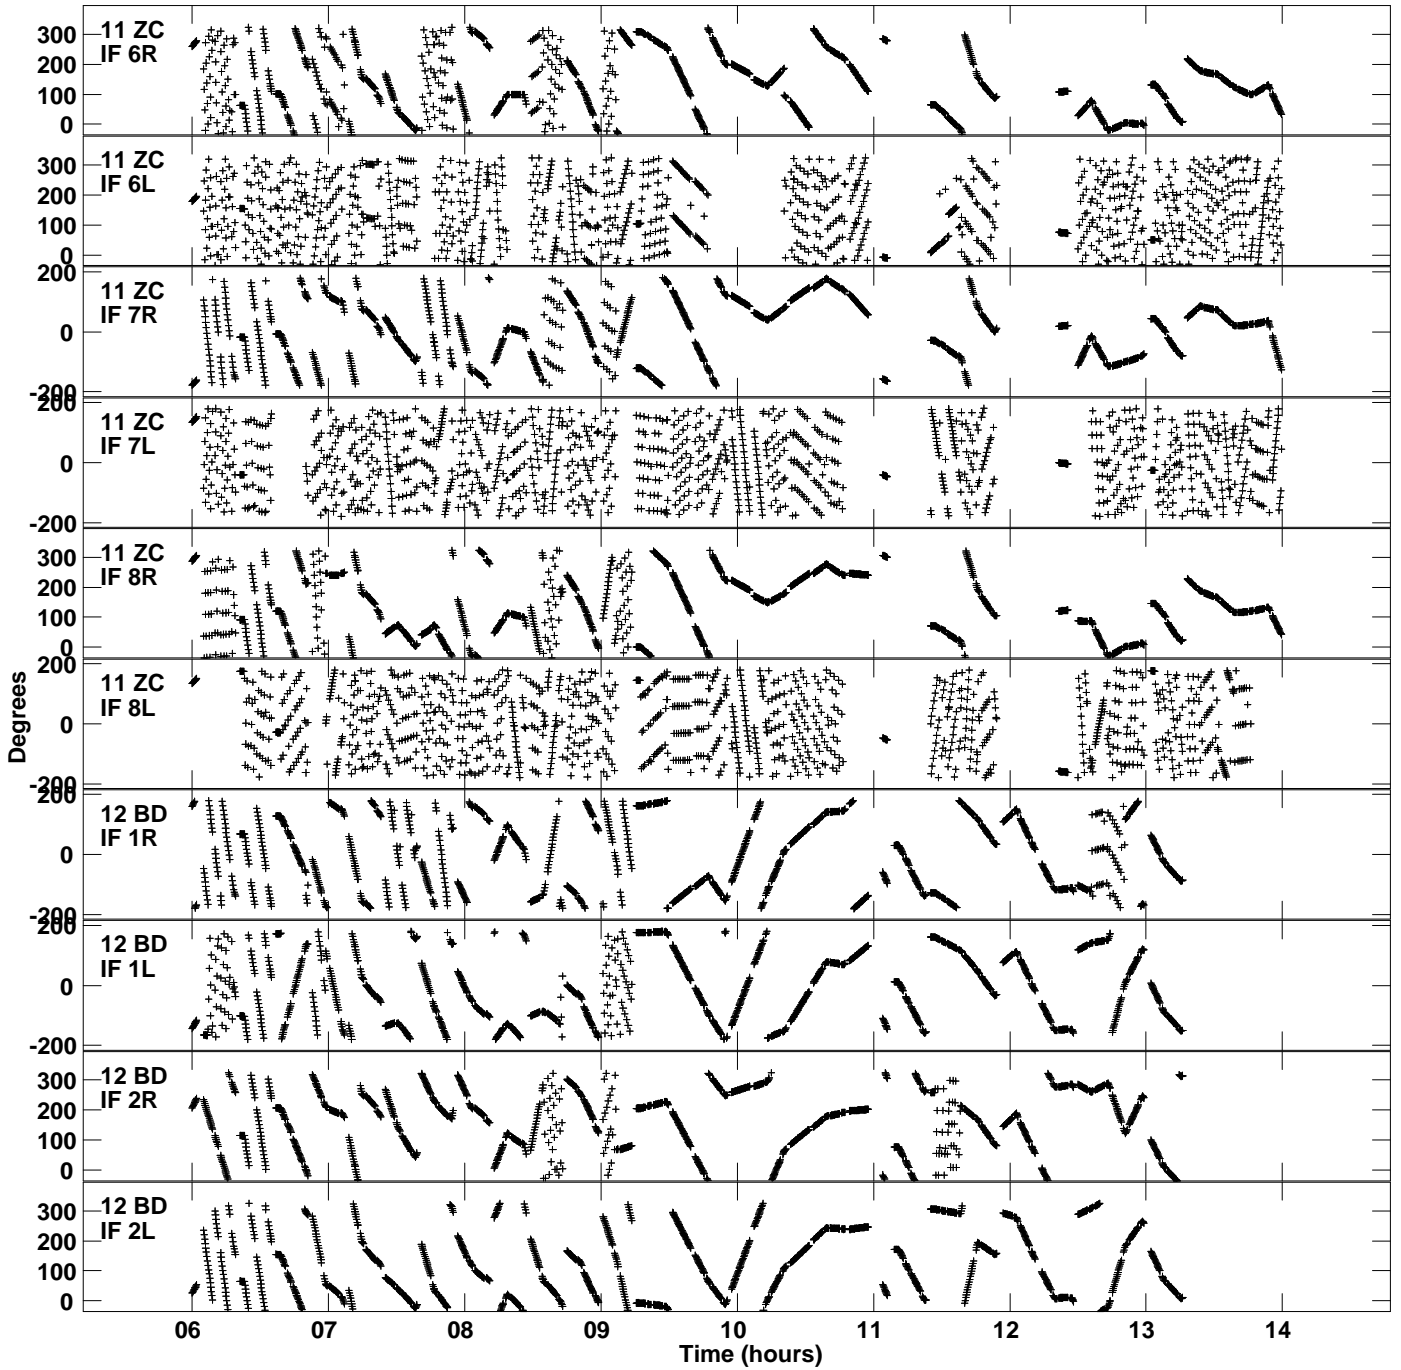 11 ZC
IF 6R
300
200
100
0
11 ZC
IF 6L
300
200
100
0
11 ZC
IF 7R
200
0
-200
11 ZC
IF 7L
200
0
-200
11 ZC
IF 8R
300
200
100
0
11 ZC
IF 8L
200
0
-200
12 BD
IF 1R
200
0
-200
12 BD
IF 1L
200
0
-200
12 BD
IF 2R
300
200
100
0
12 BD
IF 2L
300
200
100
0
Degrees
06 07 08 09 10 11 12 13 14
Time (hours)